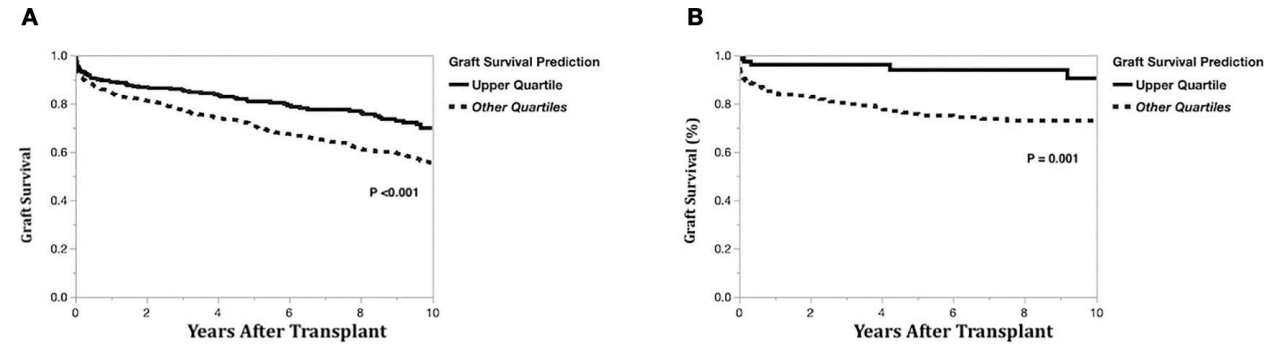 A
Graft Survival
1.0
0.8
0.6
0.4
0.2
0.0
0 2 4 6 8 10
Years After Transplant
Graft Survival Prediction
Upper Quartile
Other Quartiles
P <0.001
B
Graft Survival (%)
1.0
0.8
0.6
0.4
0.2
0.0
0 2 4 6 8 10
Years After Transplant
Graft Survival Prediction
Upper Quartile
Other Quartiles
P = 0.001